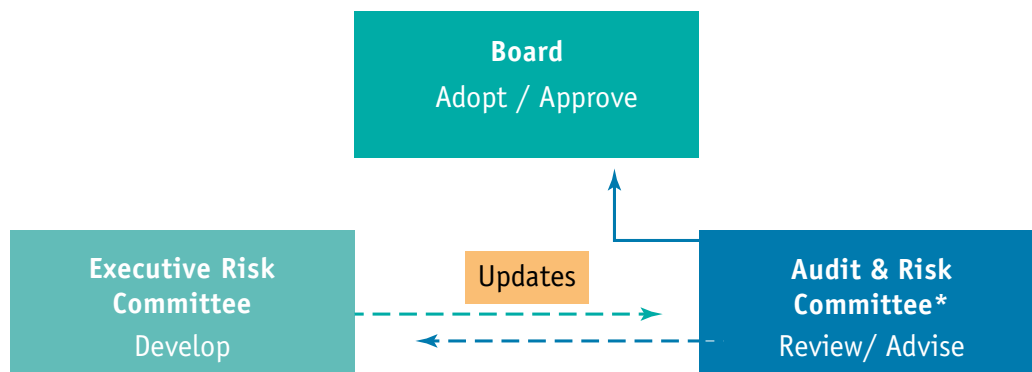 Board
Adopt / Approve
Executive Risk
Committee
Develop
Updates
Audit & Risk
Committee*
Review/ Advise